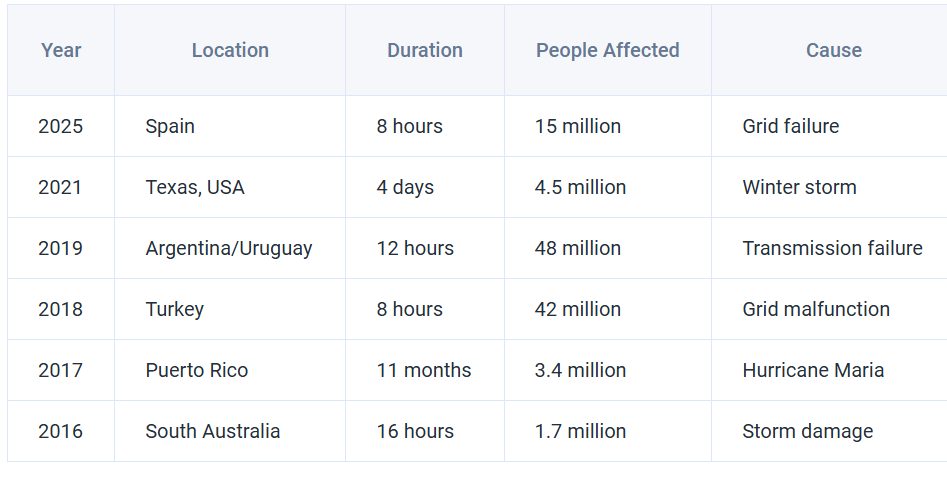 Year Location Duration People Affected Cause
2025 Spain 8 hours 15 million Grid failure
2021 Texas, USA 4 days 4.5 million Winter storm
2019 Argentina/Uruguay 12 hours 48 million Transmission failure
2018 Turkey 8 hours 42 million Grid malfunction
2017 Puerto Rico 11 months 3.4 million Hurricane Maria
2016 South Australia 16 hours 1.7 million Storm damage